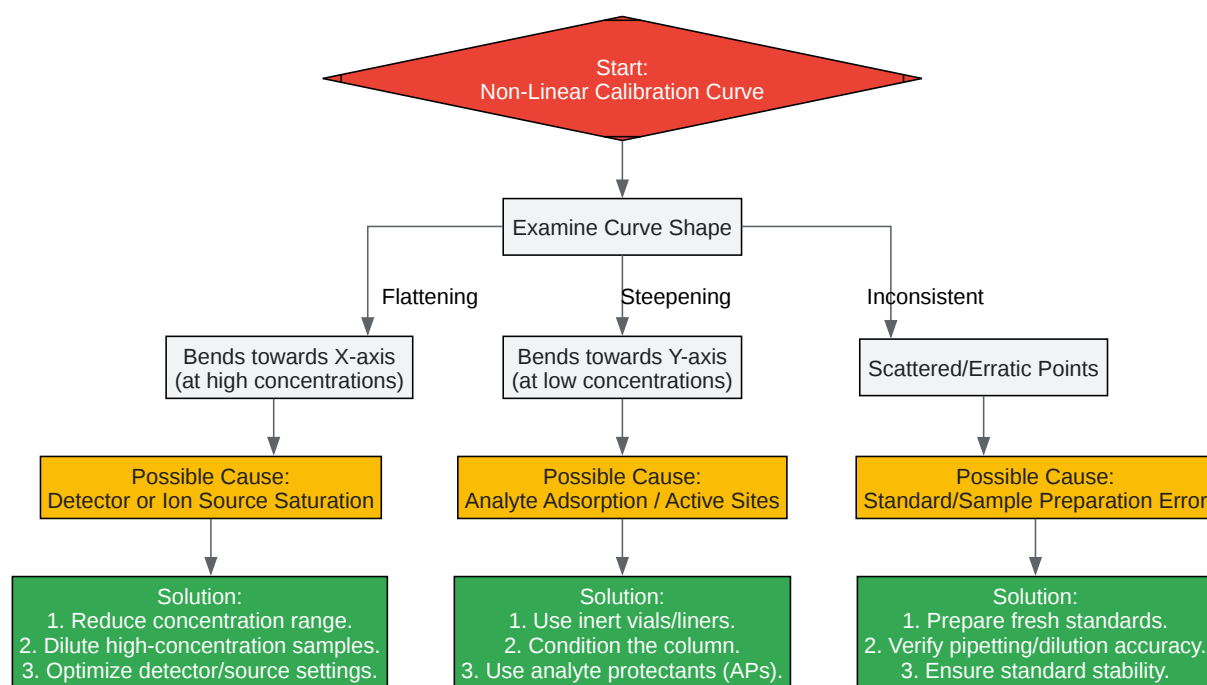 Start:
Non-Linear Calibration Curve
Examine Curve Shape
Flattening
Steepening
Inconsistent
Bends towards X-axis
(at high concentrations)
Bends towards Y-axis
(at low concentrations)
Scattered/Erratic Points
Possible Cause:
Detector or Ion Source Saturation
Possible Cause:
Analyte Adsorption / Active Sites
Possible Cause:
Standard/Sample Preparation Error
Solution:
1. Reduce concentration range.
2. Dilute high-concentration samples.
3. Optimize detector/source settings.
Solution:
1. Use inert vials/liners.
2. Condition the column.
3. Use analyte protectants (APs).
Solution:
1. Prepare fresh standards.
2. Verify pipetting/dilution accuracy.
3. Ensure standard stability.